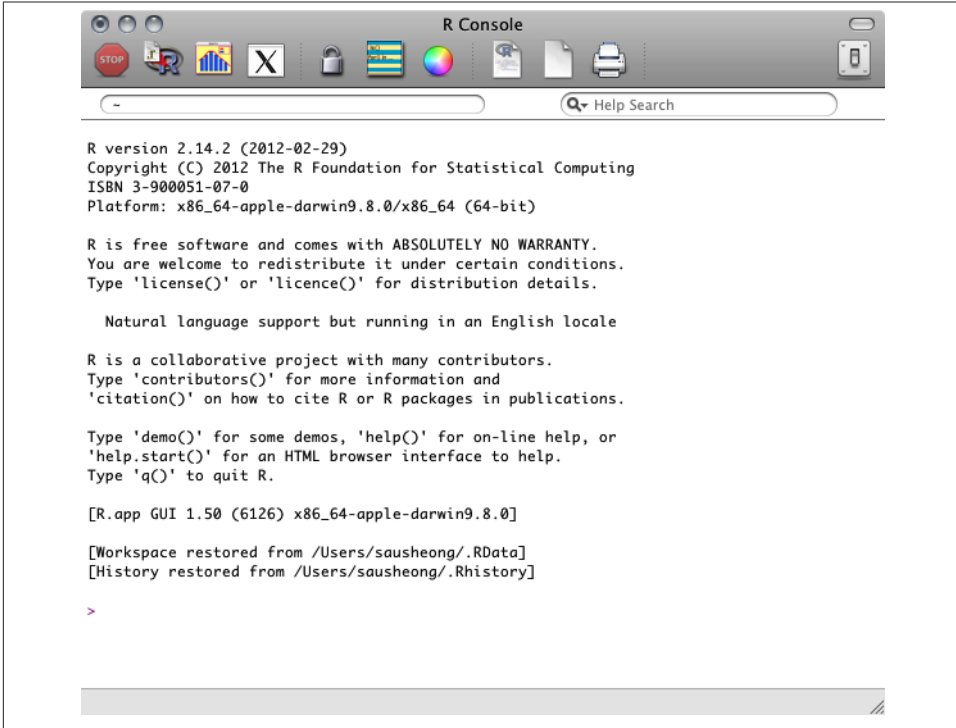 R Console
STOP
R
X
~
Help Search
R version 2.14.2 (2012-02-29)
Copyright (C) 2012 The R Foundation for Statistical Computing
ISBN 3-900051-07-0
Platform: x86_64-apple-darwin9.8.0/x86_64 (64-bit)
R is free software and comes with ABSOLUTELY NO WARRANTY.
You are welcome to redistribute it under certain conditions.
Type 'license()' or 'licence()' for distribution details.
Natural language support but running in an English locale
R is a collaborative project with many contributors.
Type 'contributors()' for more information and
'citation()' on how to cite R or R packages in publications.
Type 'demo()' for some demos, 'help()' for on-line help, or
'help.start()' for an HTML browser interface to help.
Type 'q()' to quit R.
[R.app GUI 1.50 (6126) x86_64-apple-darwin9.8.0]
[Workspace restored from /Users/sausheong/.RData]
[History restored from /Users/sausheong/.Rhistory]
>